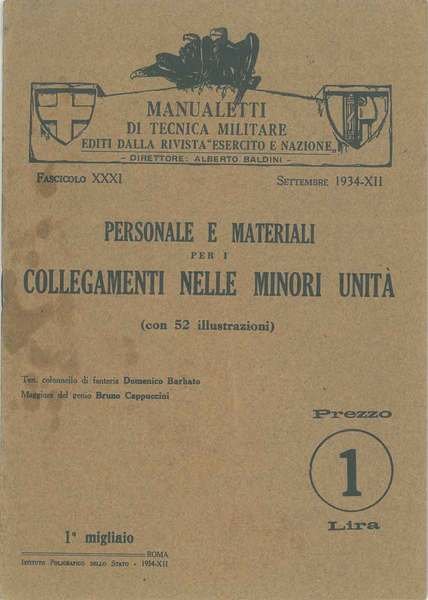 MANUALETTI
DI TECNICA MILITARE
EDITI DALLA RIVISTA "ESERCITO E NAZIONE„
- DIRETTORE: ALBERTO BALDINI -
FASCICOLO XXXI
SETTEMBRE 1934-XII
PERSONALE E MATERIALI
PER I
COLLEGAMENTI NELLE MINORI UNITÀ
(con 52 illustrazioni)
Ten. colonnello di fanteria Domenico Barbato
Maggiore del genio Bruno Cappuccini
Prezzo
1
Lira
1° migliaio
ROMA
ISTITUTO POLIGRAFICO DELLO STATO - 1934-XII